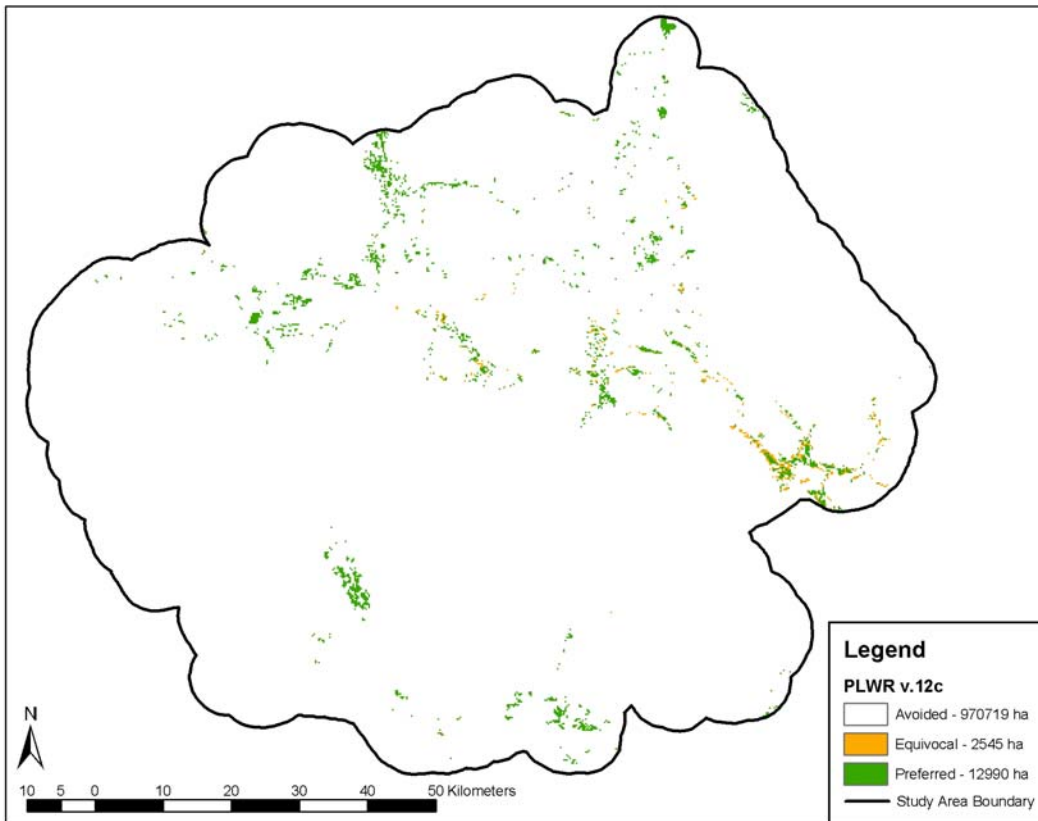 Legend
PLWR v.12c
Avoided - 970719 ha
Equivocal - 2545 ha
Preferred - 12990 ha
Study Area Boundary
N
10 5 0 10 20 30 40 50 Kilometers